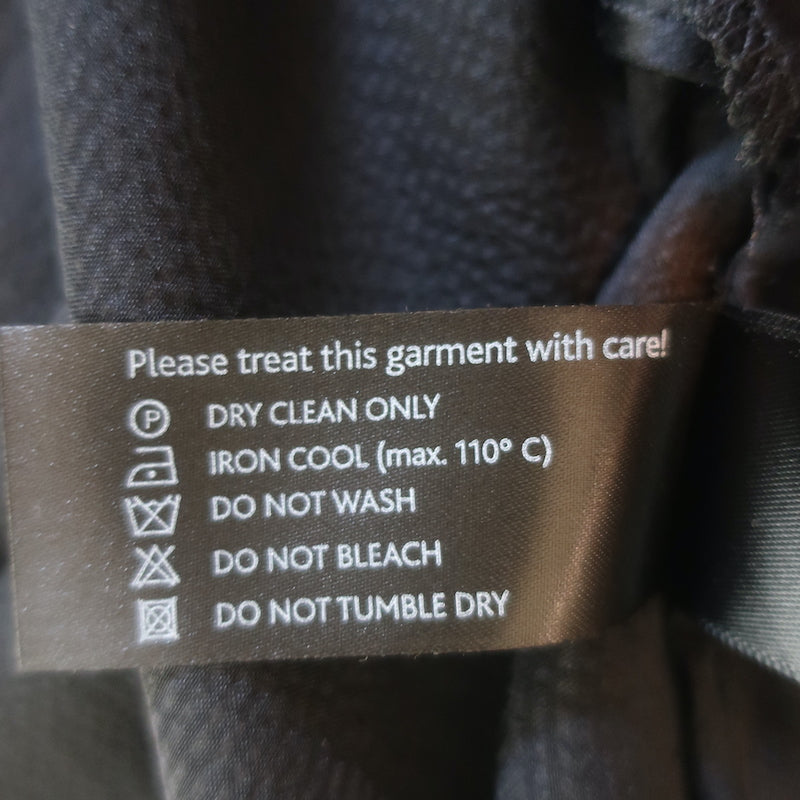 Please treat this garment with care!
P DRY CLEAN ONLY
IRON COOL (max. 110° C)
DO NOT WASH
DO NOT BLEACH
DO NOT TUMBLE DRY